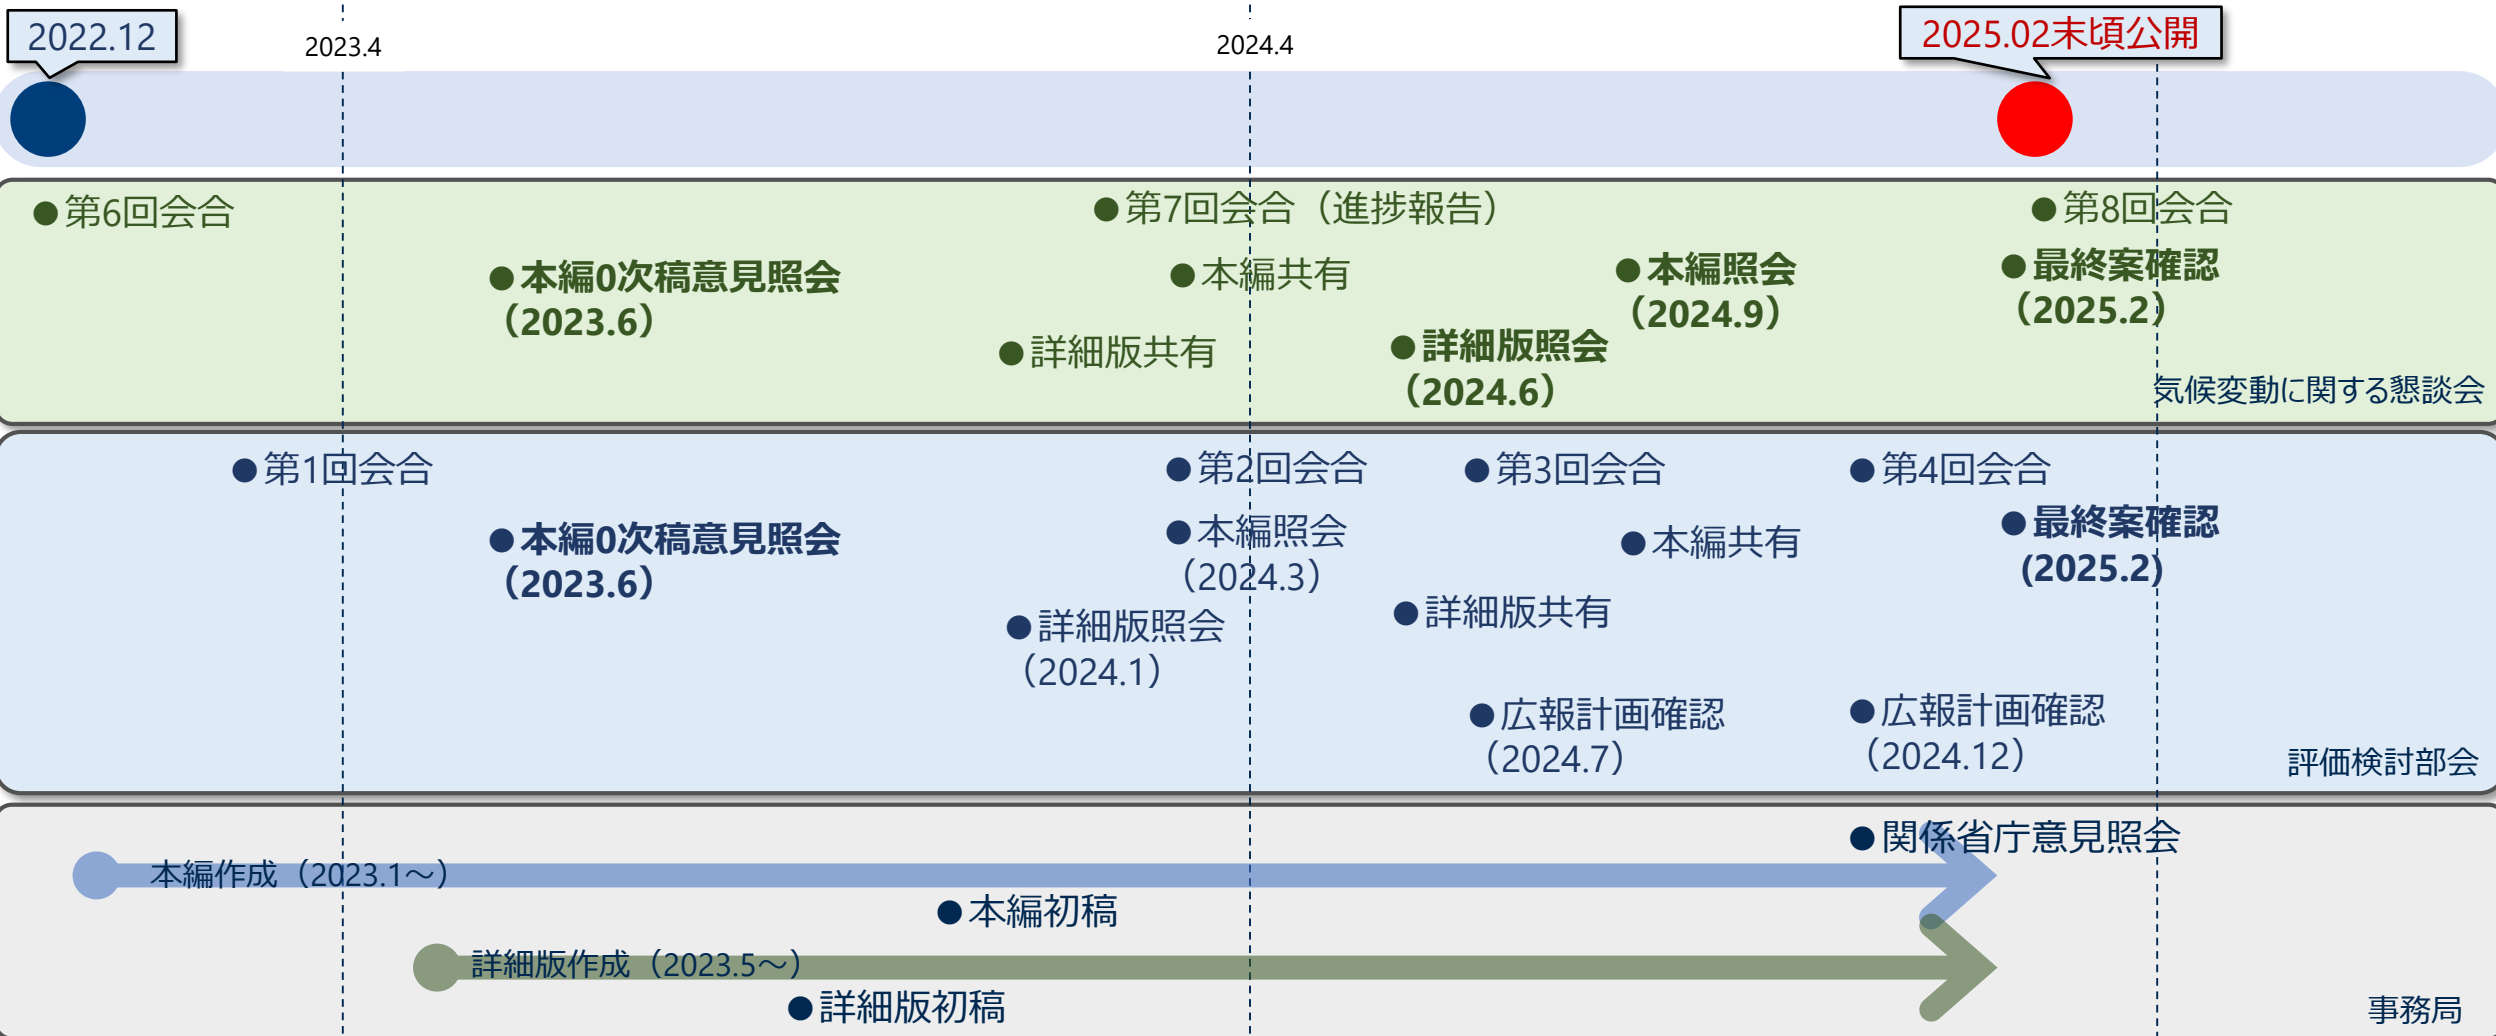 2022.12
2023.4
2024.4
2025.02末頃公開
●第6回会合
●第7回会合（進捗報告）
●第8回会合
●本編0次稿意見照会
（2023.6）
●本編共有
●本編照会
（2024.9）
●最終案確認
（2025.2）
●詳細版共有
●詳細版照会
（2024.6）
気候変動に関する懇談会
●第1回会合
●第2回会合
●第3回会合
●第4回会合
●本編0次稿意見照会
（2023.6）
●本編照会
（2024.3）
●本編共有
●最終案確認
(2025.2)
●詳細版照会
（2024.1）
●詳細版共有
●広報計画確認
（2024.7）
●広報計画確認
（2024.12）
評価検討部会
●関係省庁意見照会
本編作成（2023.1～）
●本編初稿
詳細版作成（2023.5～）
●詳細版初稿
事務局